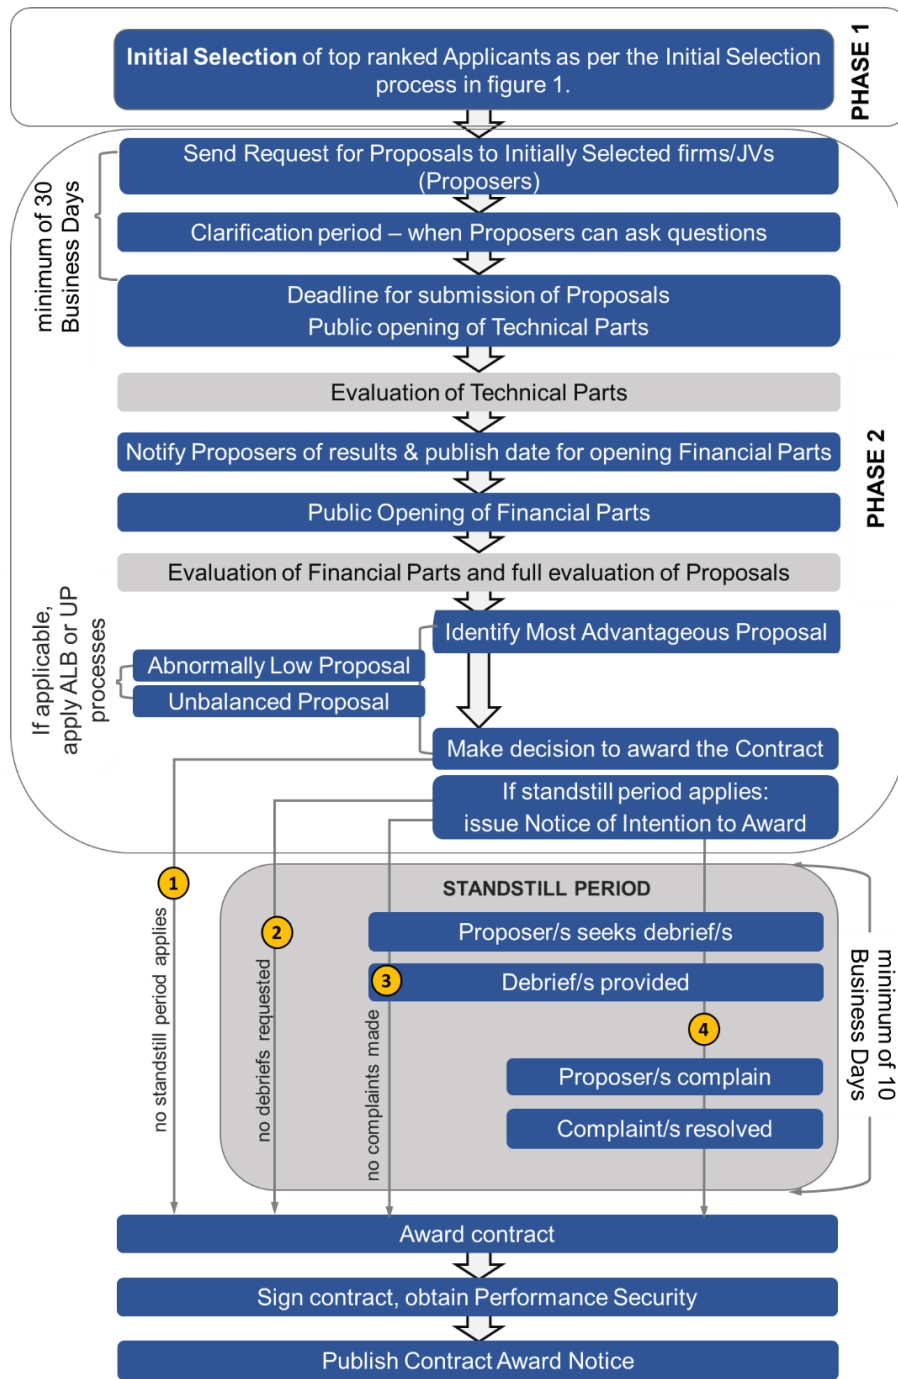 Initial Selection of top ranked Applicants as per the Initial Selection
process in figure 1.
PHASE 1
Send Request for Proposals to Initially Selected firms/JVs
(Proposers)
minimum of 30
Business Days
Clarification period – when Proposers can ask questions
Deadline for submission of Proposals
Public opening of Technical Parts
Evaluation of Technical Parts
Notify Proposers of results & publish date for opening Financial Parts
PHASE 2
Public Opening of Financial Parts
Evaluation of Financial Parts and full evaluation of Proposals
Identify Most Advantageous Proposal
If applicable,
apply ALB or UP
processes
Abnormally Low Proposal
Unbalanced Proposal
Make decision to award the Contract
If standstill period applies:
issue Notice of Intention to Award
STANDSTILL PERIOD
1
no standstill period applies
2
no debriefs requested
Proposer/s seeks debrief/s
3
Debrief/s provided
no complaints made
4
Proposer/s complain
Complaint/s resolved
minimum of 10
Business Days
Award contract
Sign contract, obtain Performance Security
Publish Contract Award Notice